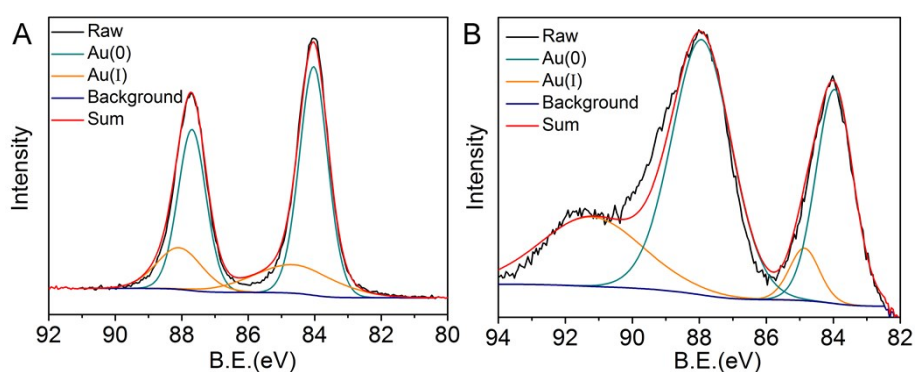 A
Raw
Au(0)
Au(I)
Background
Sum
Intensity
92 90 88 86 84 82 80
B.E.(eV)
B
Raw
Au(0)
Au(I)
Background
Sum
Intensity
94 92 90 88 86 84 82
B.E.(eV)